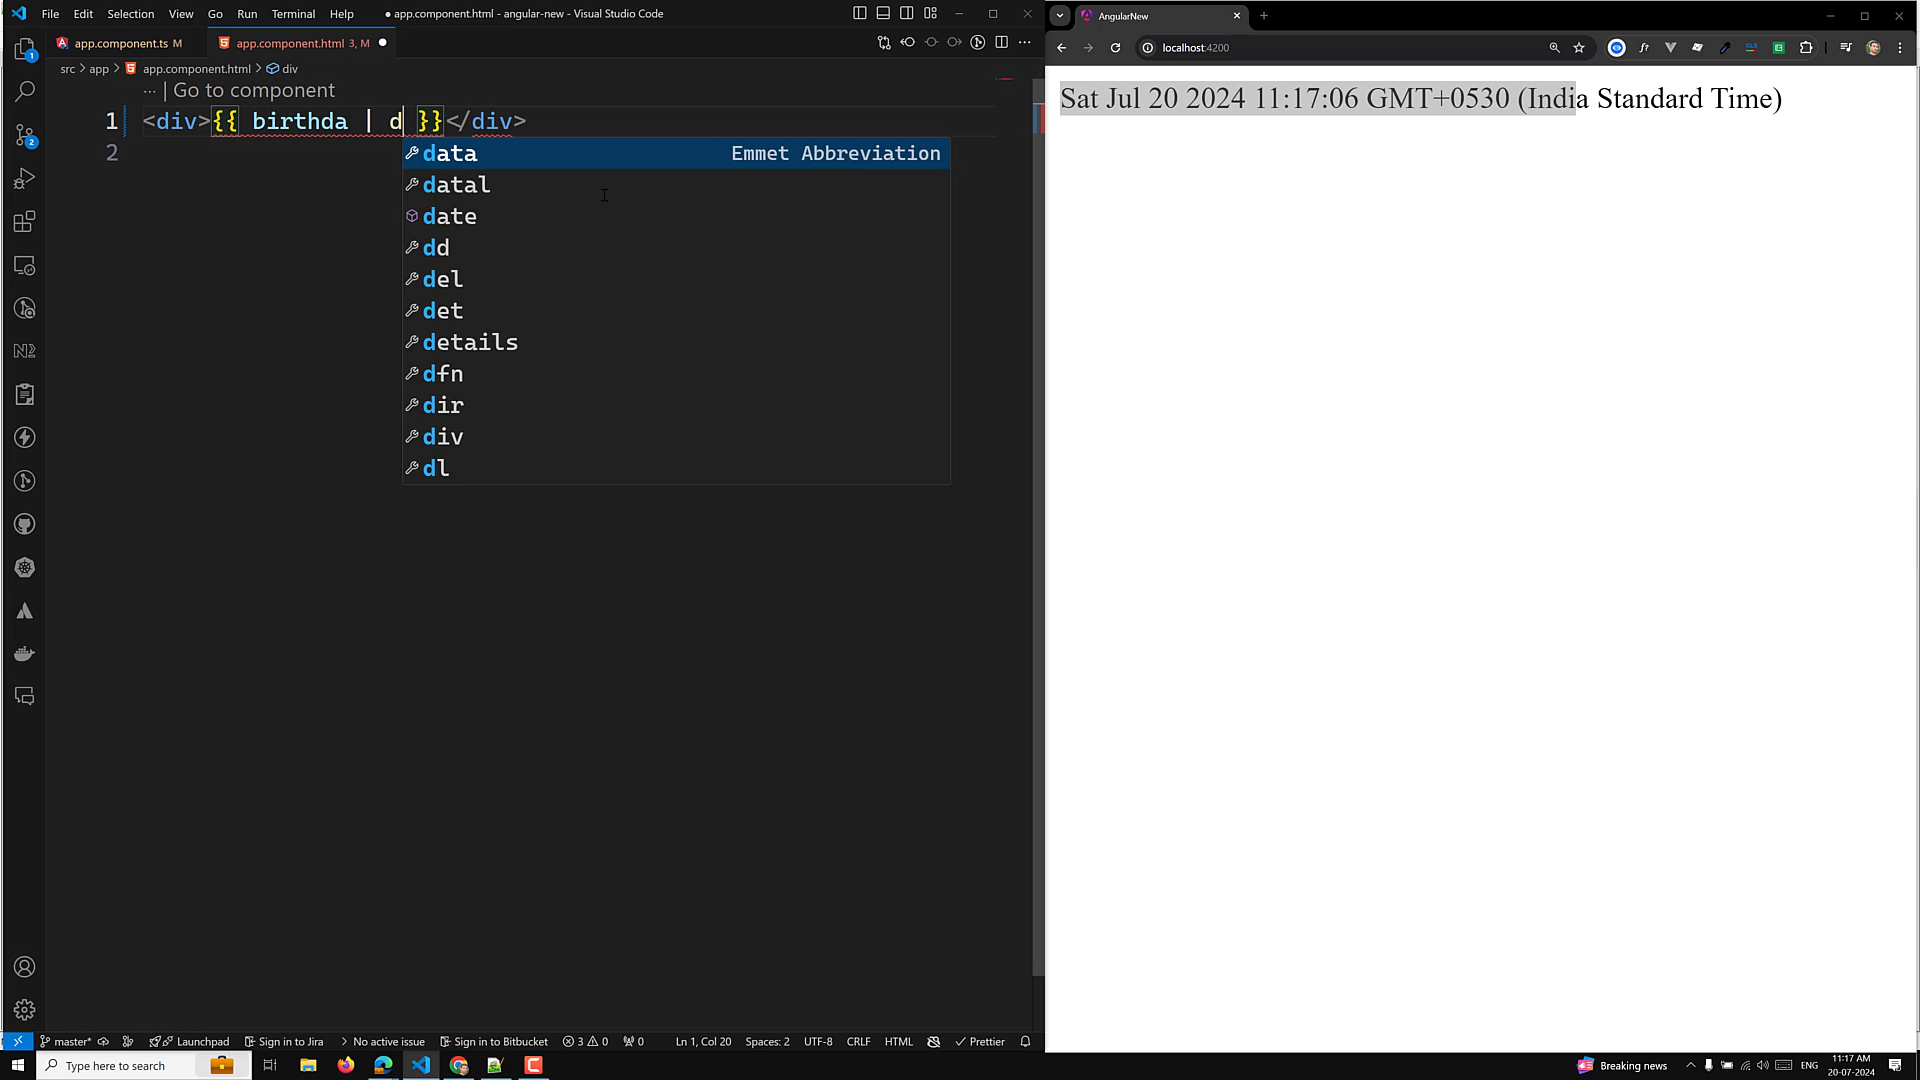 File Edit Selection View Go Run Terminal Help
● app.component.html - angular-new - Visual Studio Code
app.component.ts M
app.component.html 3, M ●
src > app > app.component.html > div
... | Go to component
1 <div>{{ birthda | d }}</div>
2
data Emmet Abbreviation
datal
date
dd
del
det
details
dfn
dir
div
dl
master*
Launchpad
Sign in to Jira
No active issue
Sign in to Bitbucket
3 0
0
Ln 1, Col 20
Spaces: 2
UTF-8
CRLF
HTML
Prettier
AngularNew
localhost:4200
Sat Jul 20 2024 11:17:06 GMT+0530 (India Standard Time)
Type here to search
Breaking news
ENG
11:17 AM
20-07-2024